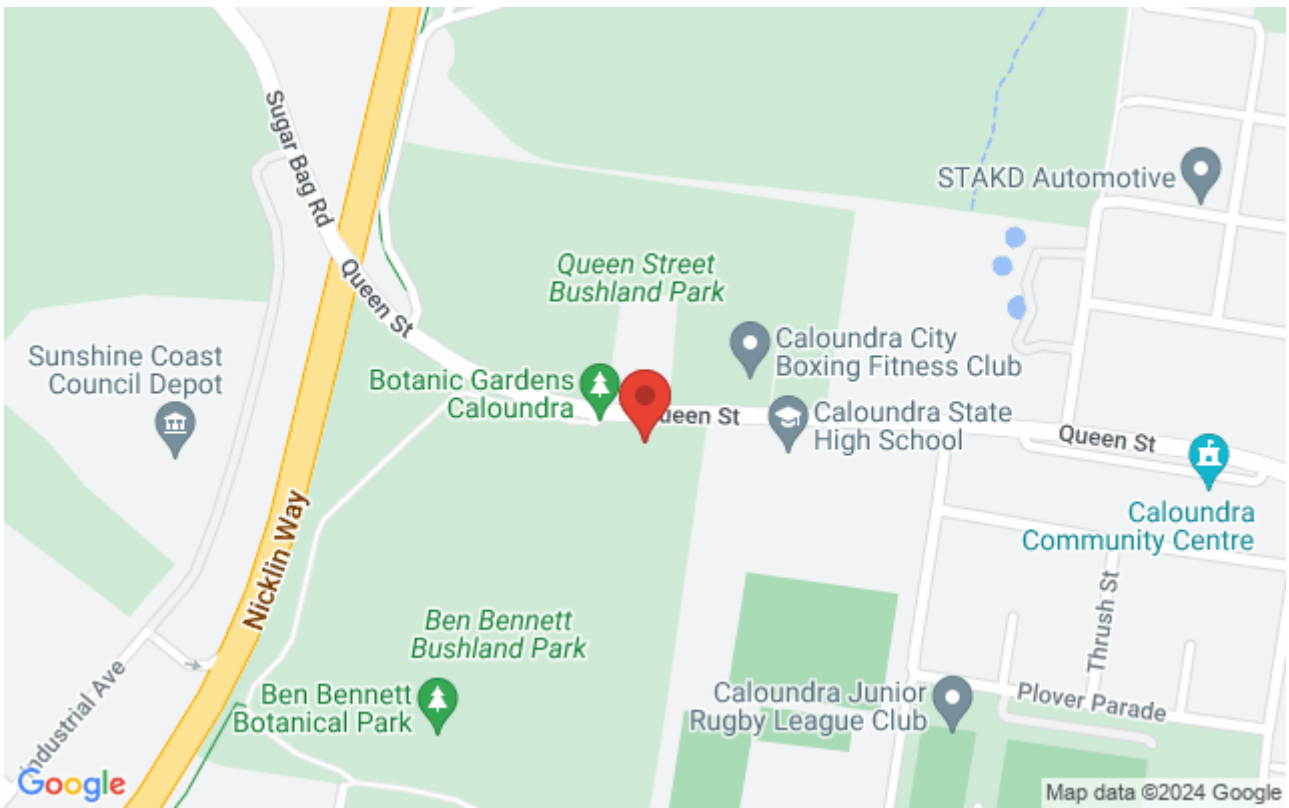 Sugar Bag Rd
STAKD Automotive
Queen St
Queen Street
Bushland Park
Sunshine Coast
Council Depot
Caloundra City
Boxing Fitness Club
Botanic Gardens
Caloundra
ueen St
Caloundra State
High School
Queen St
Caloundra
Community Centre
Nicklin Way
Thrush St
Ben Bennett
Bushland Park
Ben Bennett
Botanical Park
Caloundra Junior
Rugby League Club
Plover Parade
Industrial Ave
Google
Map data ©2024 Google